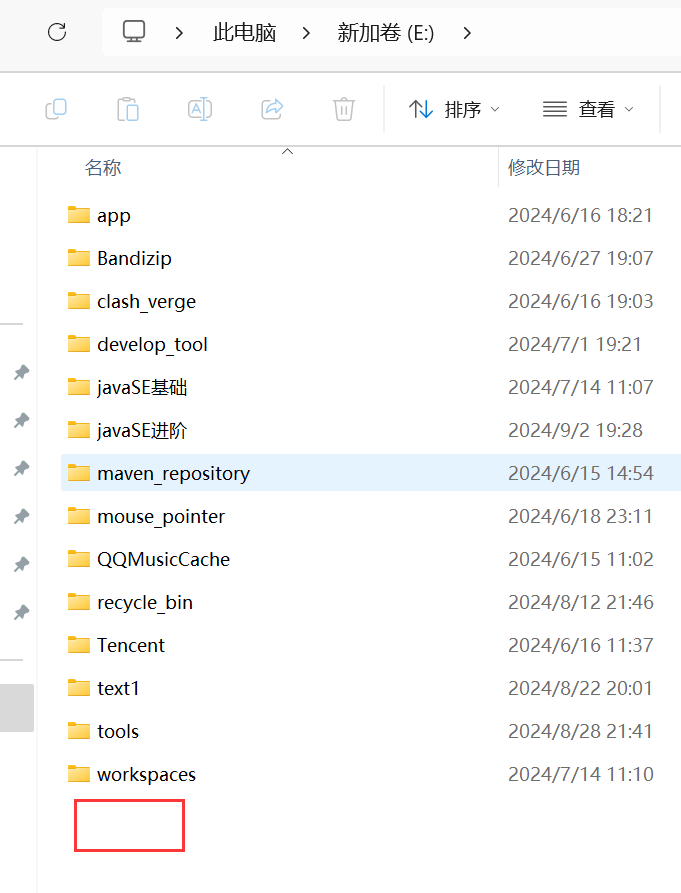 此电脑 新加卷 (E:)
排序 查看
名称 修改日期
app 2024/6/16 18:21
Bandizip 2024/6/27 19:07
clash_verge 2024/6/16 19:03
develop_tool 2024/7/1 19:21
javaSE基础 2024/7/14 11:07
javaSE进阶 2024/9/2 19:28
maven_repository 2024/6/15 14:54
mouse_pointer 2024/6/18 23:11
QQMusicCache 2024/6/15 11:02
recycle_bin 2024/8/12 21:46
Tencent 2024/6/16 11:37
text1 2024/8/22 20:01
tools 2024/8/28 21:41
workspaces 2024/7/14 11:10